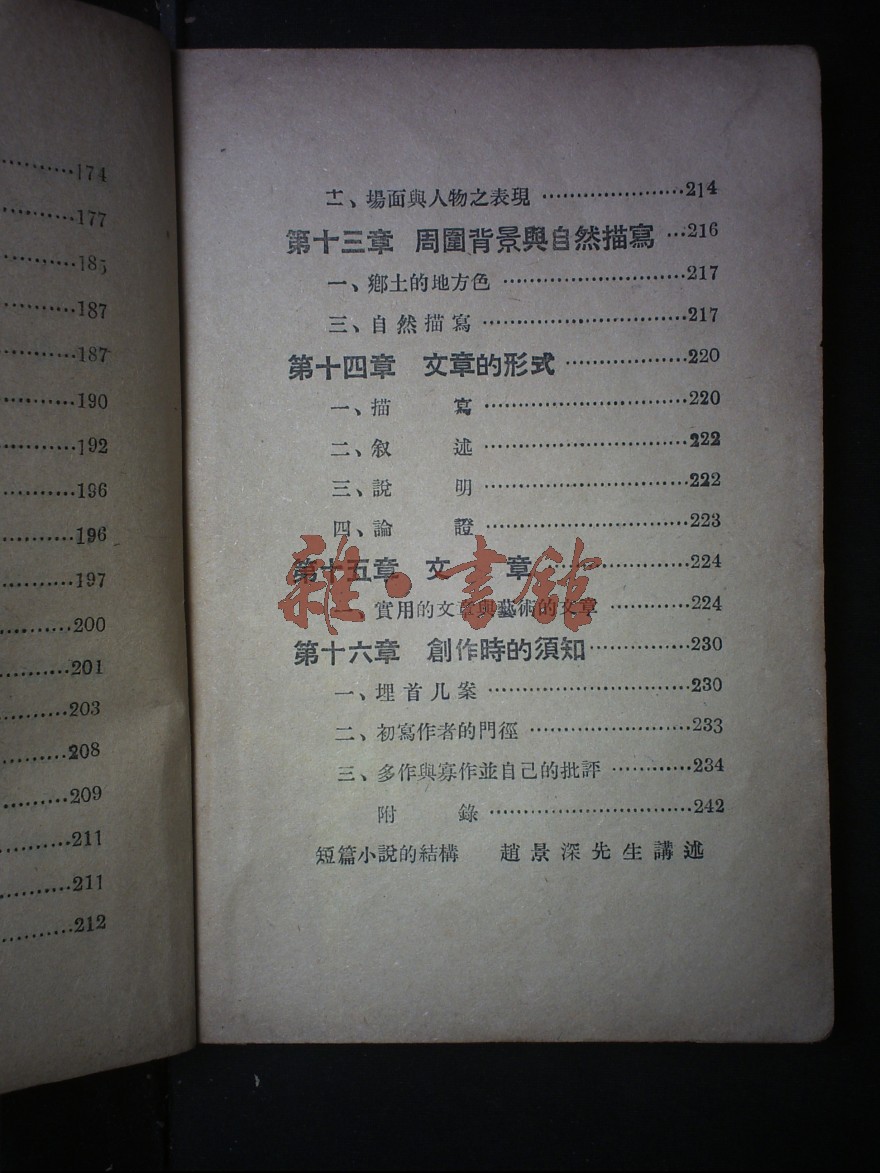 174
177
185
187
187
190
192
196
196
197
200
201
203
208
209
211
211
212
十二、場面與人物之表現 …………………214
第十三章 周圍背景與自然描寫 …216
一、鄉土的地方色 ………………………217
三、自然描寫 ……………………………217
第十四章 文章的形式 ………………220
一、描 寫 ……………………………220
二、叙 述 ……………………………222
三、說 明 ……………………………222
四、論 證 ……………………………223
第十五章 文 章 …………………224
一、實用的文章與藝術的文章 …………224
第十六章 創作時的須知 ……………230
一、埋首几案 ……………………………230
二、初寫作者的門徑 ……………………233
三、多作與寡作並自己的批評 …………234
附 錄 ……………………………242
短篇小說的結構 趙景深先生講述
雜·書館